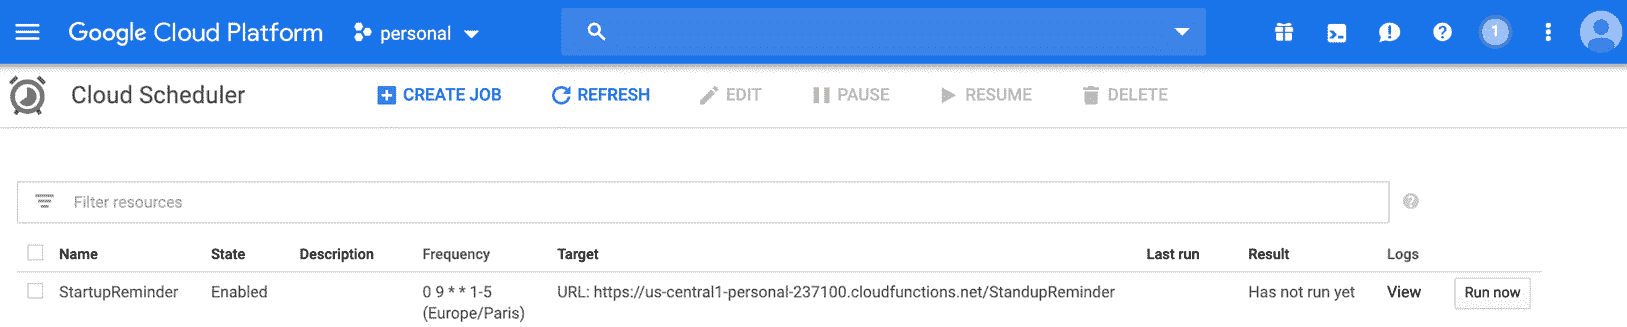 Google Cloud Platform personal 1
Cloud Scheduler CREATE JOB REFRESH EDIT PAUSE RESUME DELETE
Filter resources ?
Name State Description Frequency Target Last run Result Logs
StartupReminder Enabled 0 9 * * 1-5 URL: https://us-central1-personal-237100.cloudfunctions.net/StandupReminder Has not run yet View Run now
(Europe/Paris)